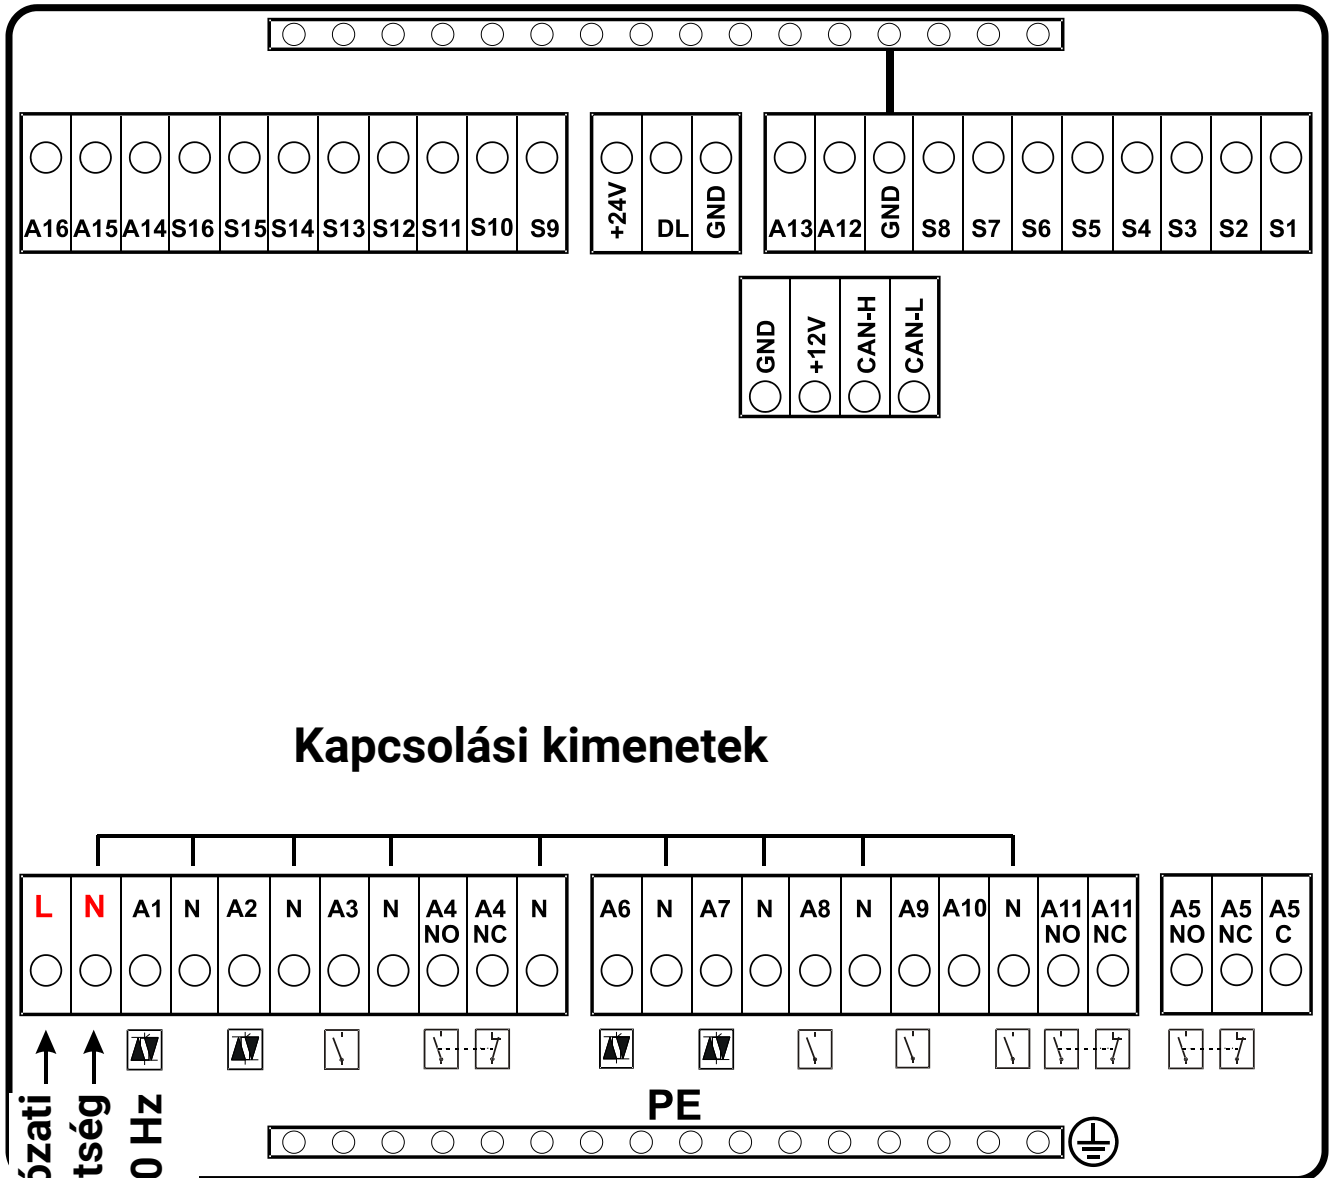 A16 A15 A14 S16 S15 S14 S13 S12 S11 S10 S9
+24V DL GND
A13 A12 GND S8 S7 S6 S5 S4 S3 S2 S1
GND +12V CAN-H CAN-L
Kapcsolási kimenetek
L N A1 N A2 N A3 N A4 NO A4 NC N
A6 N A7 N A8 N A9 A10 N A11 NO A11 NC
A5 NO A5 NC A5 C
PE
0 Hz